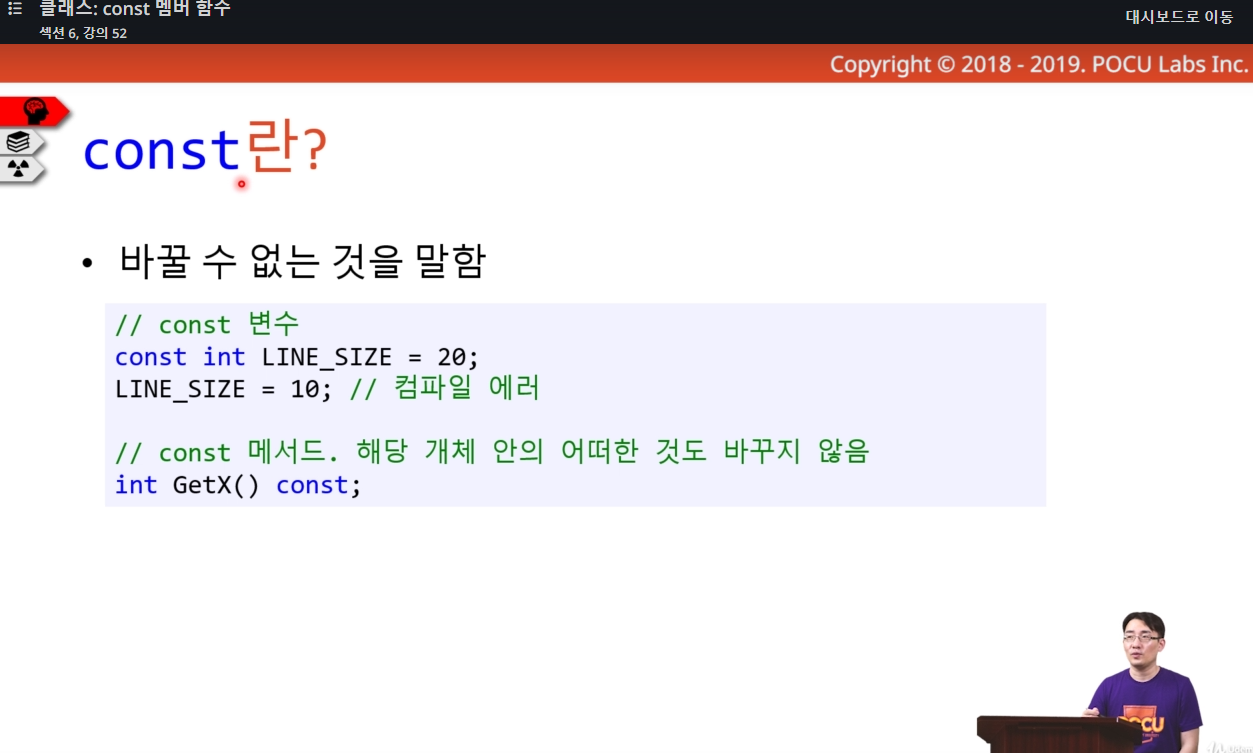 클래스: const 멤버 함수
섹션 6, 강의 52
대시보드로 이동
Copyright © 2018 - 2019. POCU Labs Inc.
const란?
• 바꿀 수 없는 것을 말함
// const 변수
const int LINE_SIZE = 20;
LINE_SIZE = 10; // 컴파일 에러
// const 메서드. 해당 개체 안의 어떠한 것도 바꾸지 않음
int GetX() const;
POCU